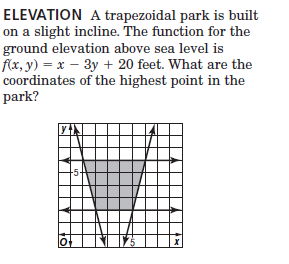 ELEVATION A trapezoidal park is built
on a slight incline. The function for the
ground elevation above sea level is
f(x, y) = x − 3y + 20 feet. What are the
coordinates of the highest point in the
park?
y
5
O 5 x